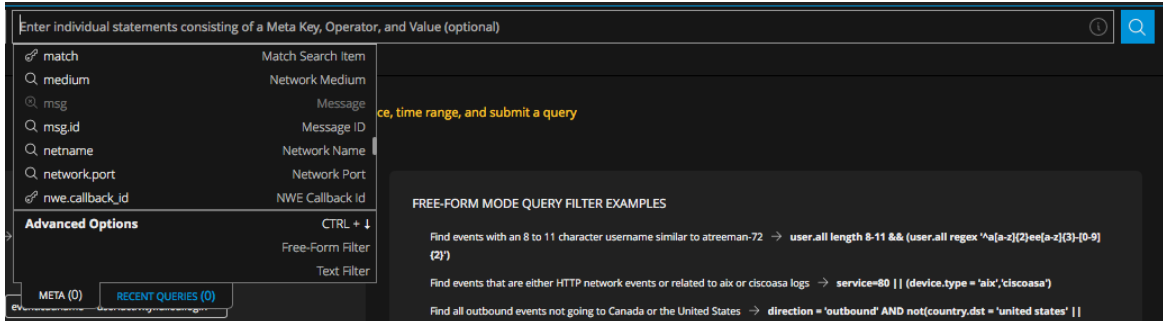 Enter individual statements consisting of a Meta Key, Operator, and Value (optional)
match Match Search Item
medium Network Medium
msg Message
msg.id Message ID
netname Network Name
network.port Network Port
nwe.callback_id NWE Callback Id
Advanced Options CTRL + ↓
Free-Form Filter
Text Filter
META (0) RECENT QUERIES (0)
ce, time range, and submit a query
FREE-FORM MODE QUERY FILTER EXAMPLES
Find events with an 8 to 11 character username similar to atreeman-72 → user.all length 8-11 && (user.all regex '^a[a-z]{2}ee[a-z]{3}-[0-9]
{2}')
Find events that are either HTTP network events or related to aix or ciscoasa logs → service=80 || (device.type = 'aix','ciscoasa')
Find all outbound events not going to Canada or the United States → direction = 'outbound' AND not(country.dst = 'united states' ||